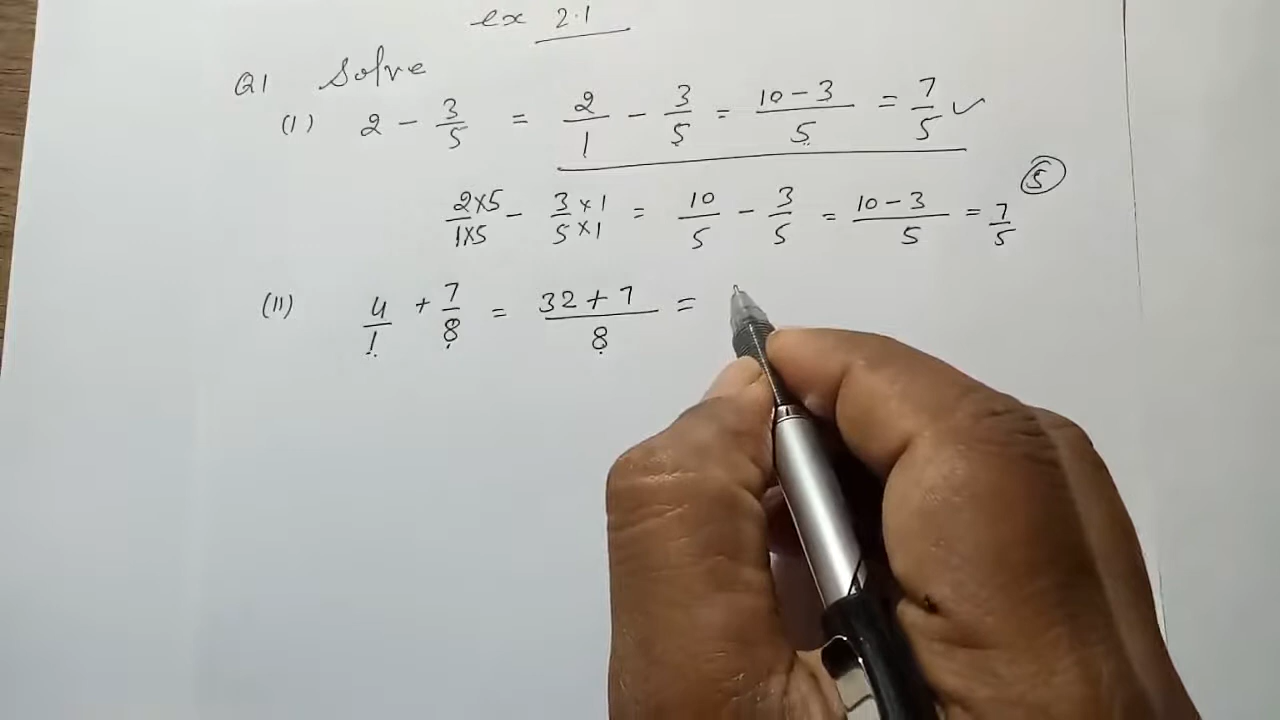 ex 2.1
Q1 Solve
(I) 2 - 3/5 = 2/1 - 3/5 = (10 - 3)/5 = 7/5 ✓
(5)
2×5/1×5 - 3×1/5×1 = 10/5 - 3/5 = (10 - 3)/5 = 7/5
(II) 4/1 + 7/8 = (32 + 7)/8 =